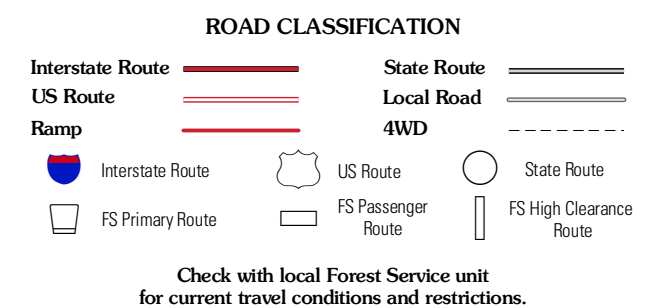 ROAD CLASSIFICATION
Interstate Route
State Route
US Route
Local Road
Ramp
4WD
Interstate Route
US Route
State Route
FS Primary Route
FS Passenger
Route
FS High Clearance
Route
Check with local Forest Service unit
for current travel conditions and restrictions.